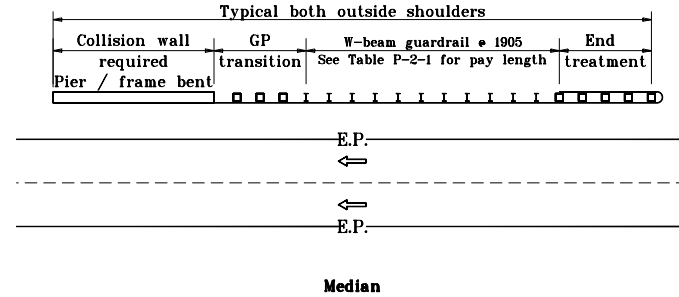 Typical both outside shoulders
Collision wall
required
Pier / frame bent
GP
transition
W-beam guardrail @ 1905
See Table P-2-1 for pay length
End
treatment
E.P.
E.P.
Median